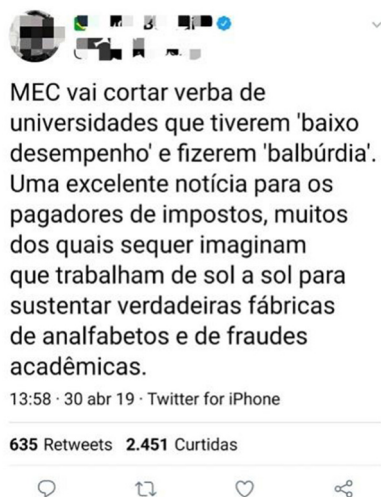 MEC vai cortar verba de
universidades que tiverem 'baixo
desempenho' e fizerem 'balbúrdia'.
Uma excelente notícia para os
pagadores de impostos, muitos
dos quais sequer imaginam
que trabalham de sol a sol para
sustentar verdadeiras fábricas
de analfabetos e de fraudes
acadêmicas.
13:58 · 30 abr 19 · Twitter for iPhone
635 Retweets 2.451 Curtidas